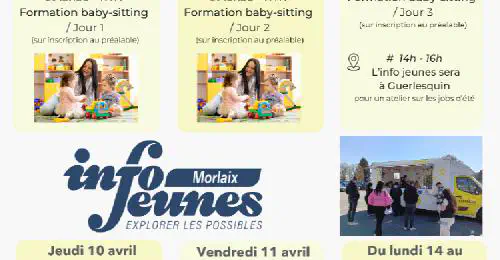 Formation baby-sitting
/ Jour 1
(sur inscription au préalable)
Formation baby-sitting
/ Jour 2
(sur inscription au préalable)
Formation baby-sitting
/ Jour 3
(sur inscription au préalable)
# 14h - 16h
L'info jeunes sera
à Guerlesquin
pour un atelier sur les jobs d'été
info
Morlaix
jeunes
EXPLORER LES POSSIBLES
Jeudi 10 avril
Vendredi 11 avril
Du lundi 14 au